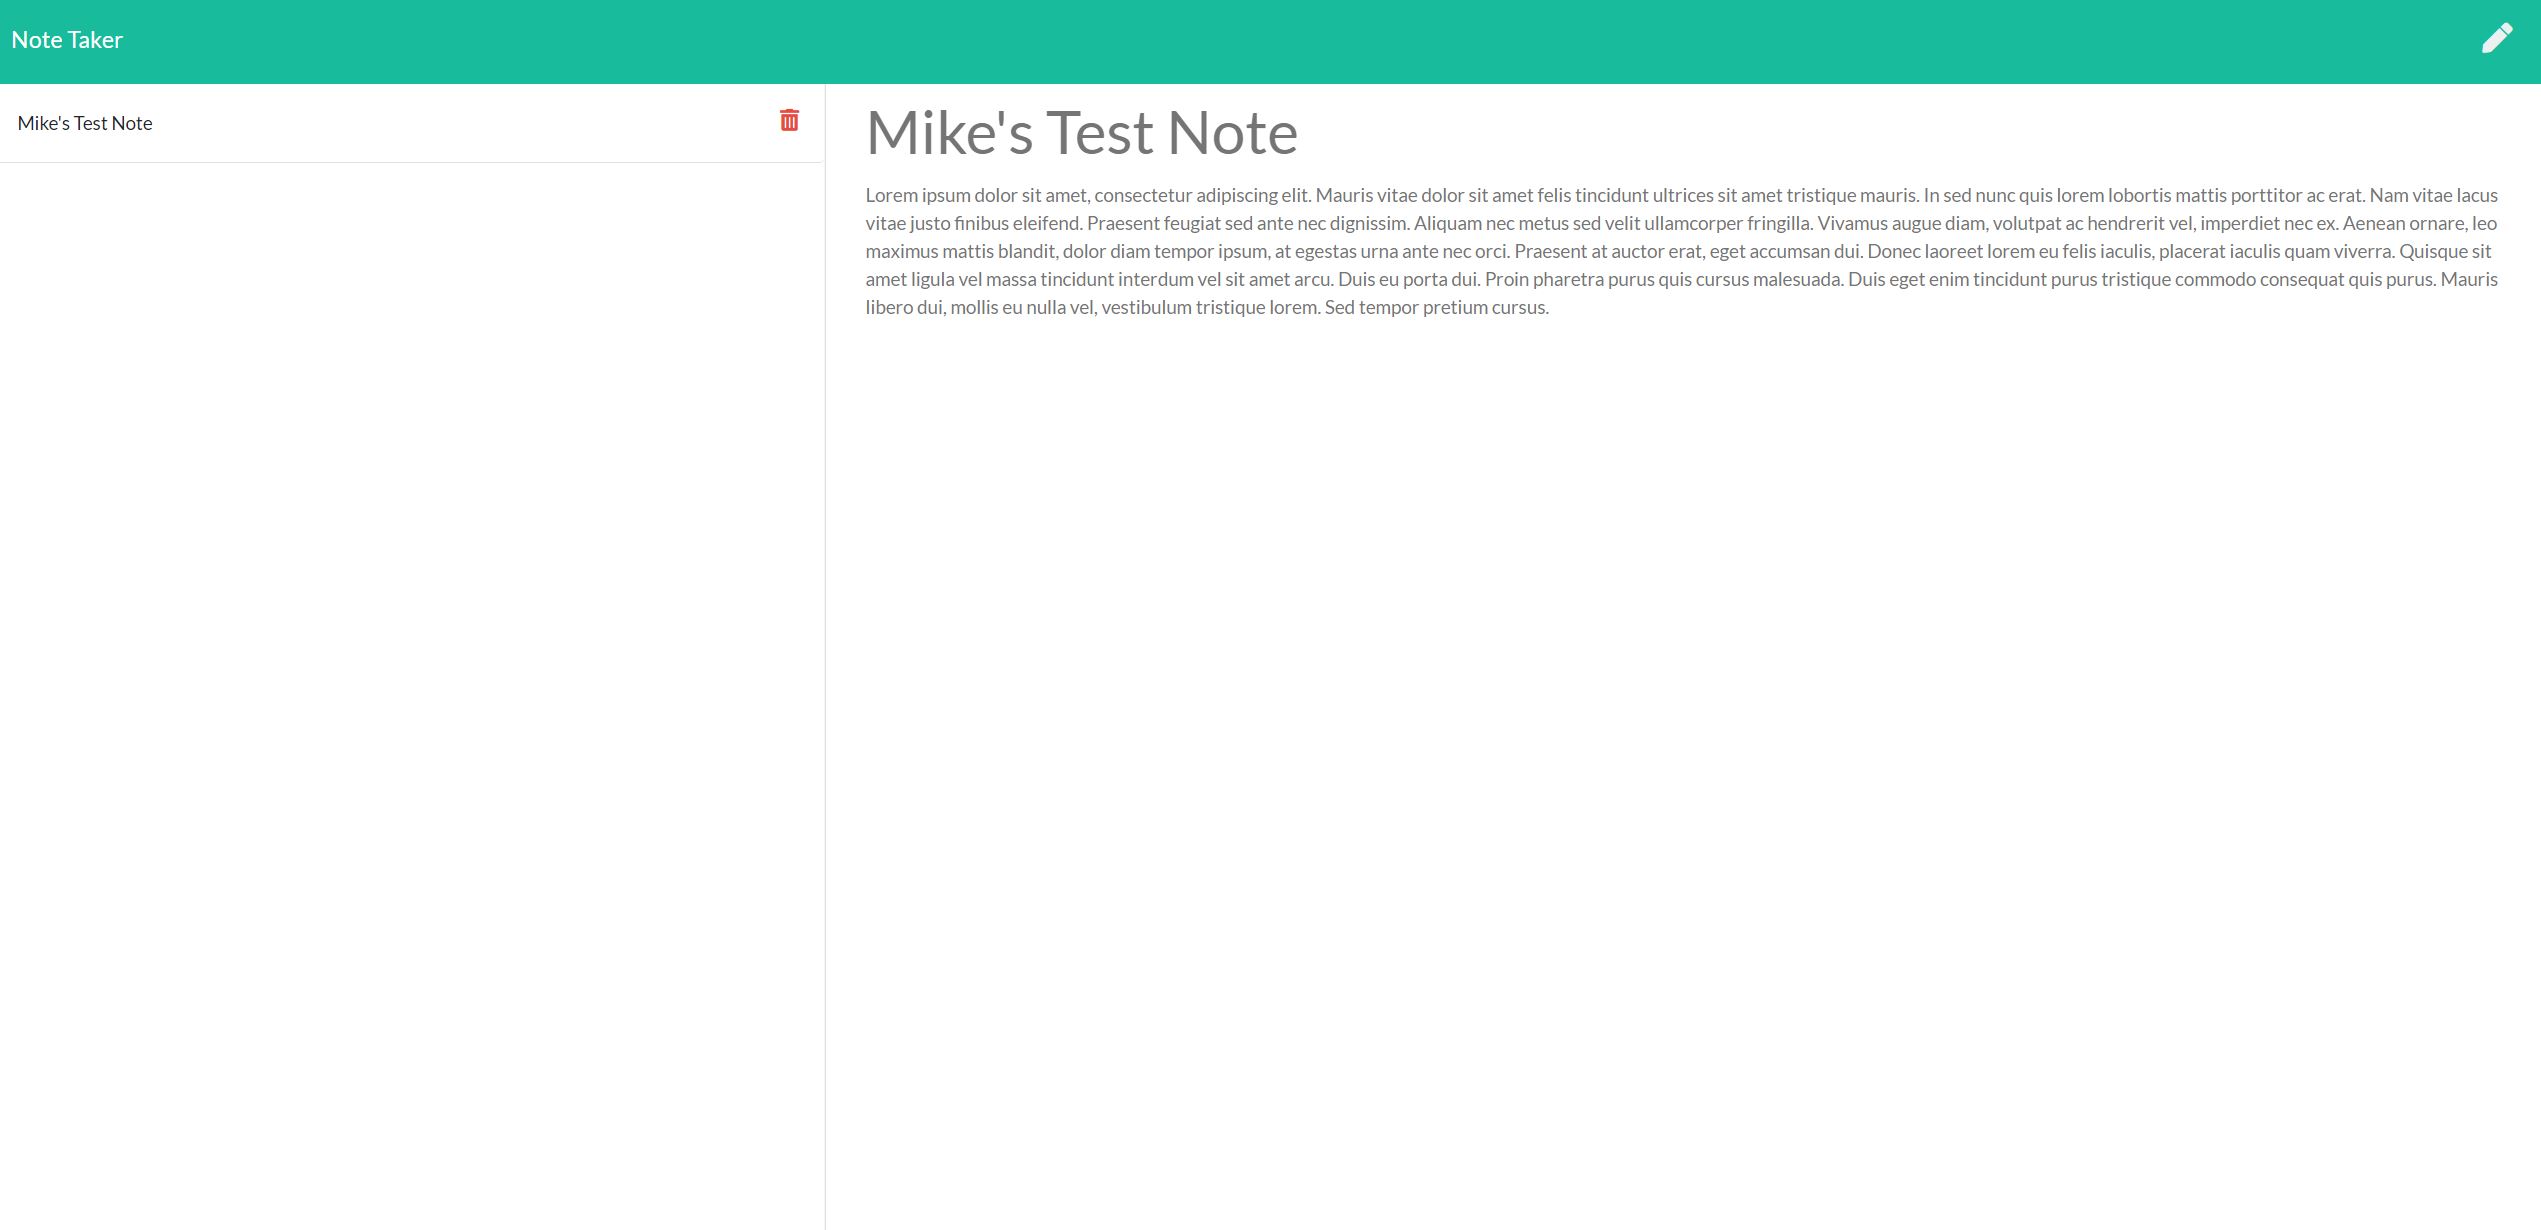 Note Taker
Mike's Test Note
Mike's Test Note
Lorem ipsum dolor sit amet, consectetur adipiscing elit. Mauris vitae dolor sit amet felis tincidunt ultrices sit amet tristique mauris. In sed nunc quis lorem lobortis mattis porttitor ac erat. Nam vitae lacus
vitae justo finibus eleifend. Praesent feugiat sed ante nec dignissim. Aliquam nec metus sed velit ullamcorper fringilla. Vivamus augue diam, volutpat ac hendrerit vel, imperdiet nec ex. Aenean ornare, leo
maximus mattis blandit, dolor diam tempor ipsum, at egestas urna ante nec orci. Praesent at auctor erat, eget accumsan dui. Donec laoreet lorem eu felis iaculis, placerat iaculis quam viverra. Quisque sit
amet ligula vel massa tincidunt interdum vel sit amet arcu. Duis eu porta dui. Proin pharetra purus quis cursus malesuada. Duis eget enim tincidunt purus tristique commodo consequat quis purus. Mauris
libero dui, mollis eu nulla vel, vestibulum tristique lorem. Sed tempor pretium cursus.